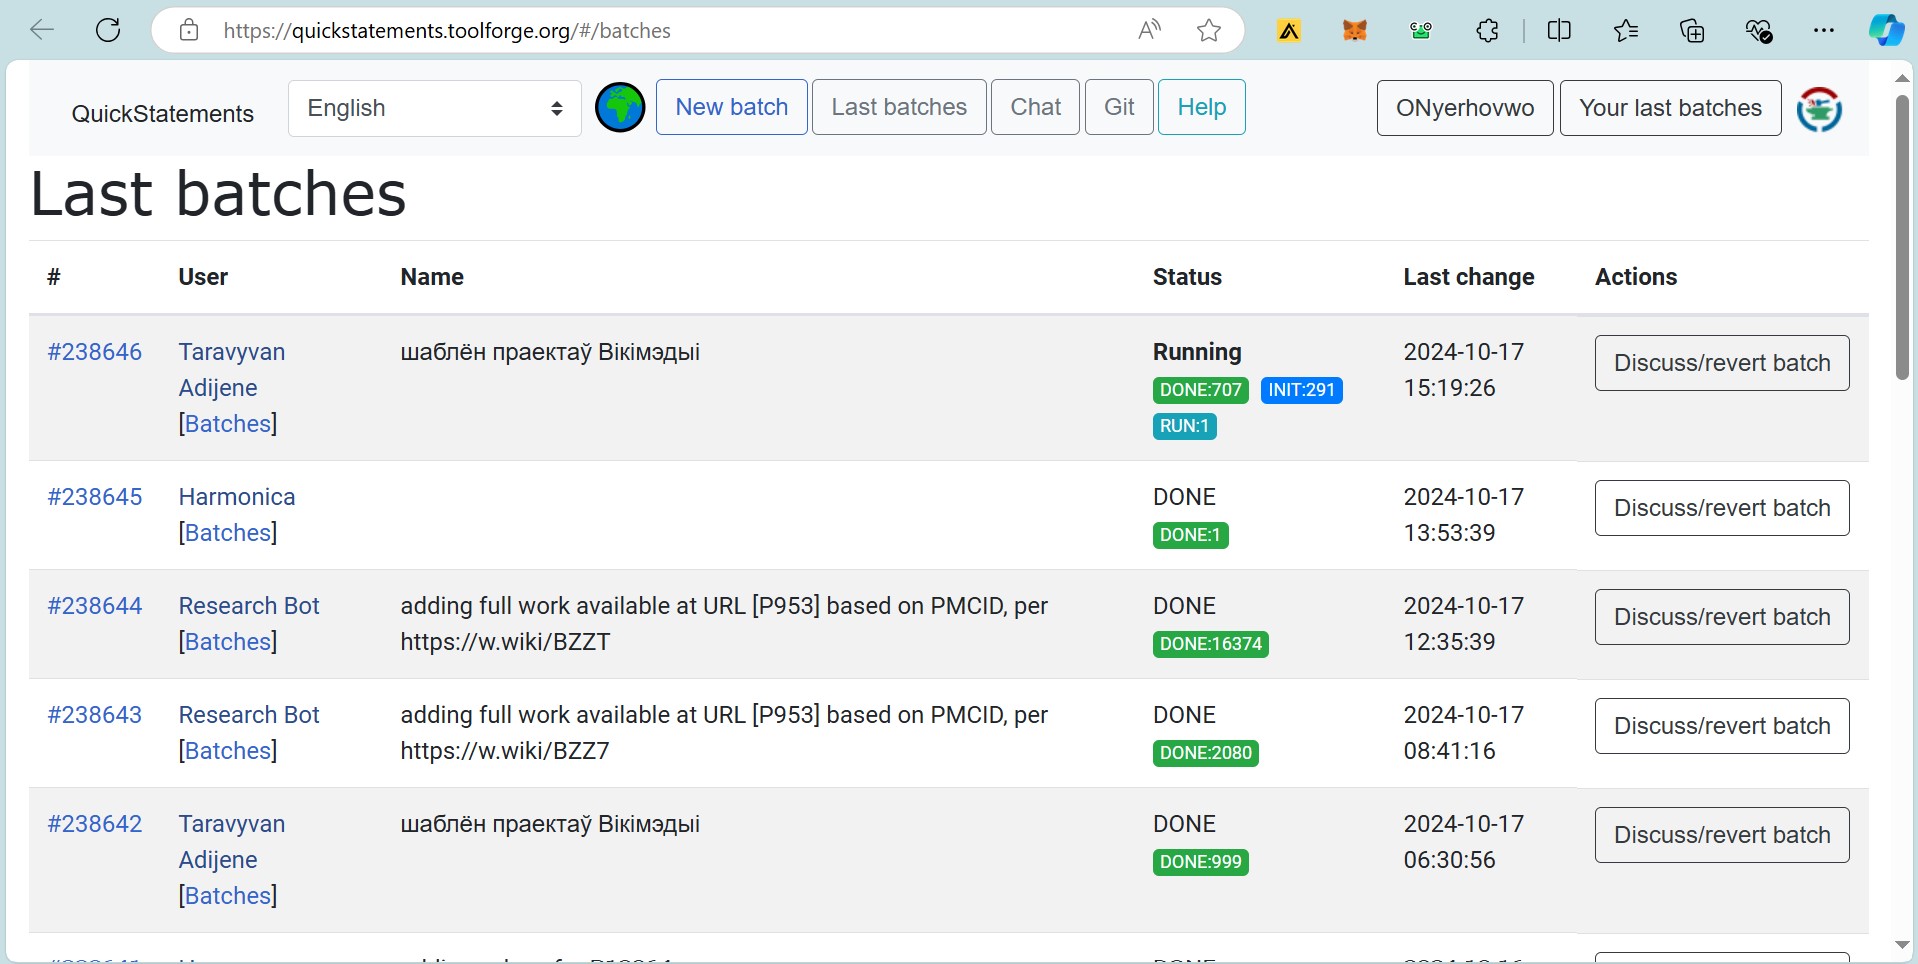 https://quickstatements.toolforge.org/#/batches
QuickStatements English New batch Last batches Chat Git Help ONyerhovwo Your last batches
Last batches
# User Name Status Last change Actions
#238646 Taravyvan шаблён праектаў Вікімэдыі Running 2024-10-17 Discuss/revert batch
Adijene DONE:707 INIT:291 15:19:26
[Batches] RUN:1
#238645 Harmonica DONE 2024-10-17 Discuss/revert batch
[Batches] DONE:1 13:53:39
#238644 Research Bot adding full work available at URL [P953] based on PMCID, per DONE 2024-10-17 Discuss/revert batch
[Batches] https://w.wiki/BZZT DONE:16374 12:35:39
#238643 Research Bot adding full work available at URL [P953] based on PMCID, per DONE 2024-10-17 Discuss/revert batch
[Batches] https://w.wiki/BZZ7 DONE:2080 08:41:16
#238642 Taravyvan шаблён праектаў Вікімэдыі DONE 2024-10-17 Discuss/revert batch
Adijene DONE:999 06:30:56
[Batches]